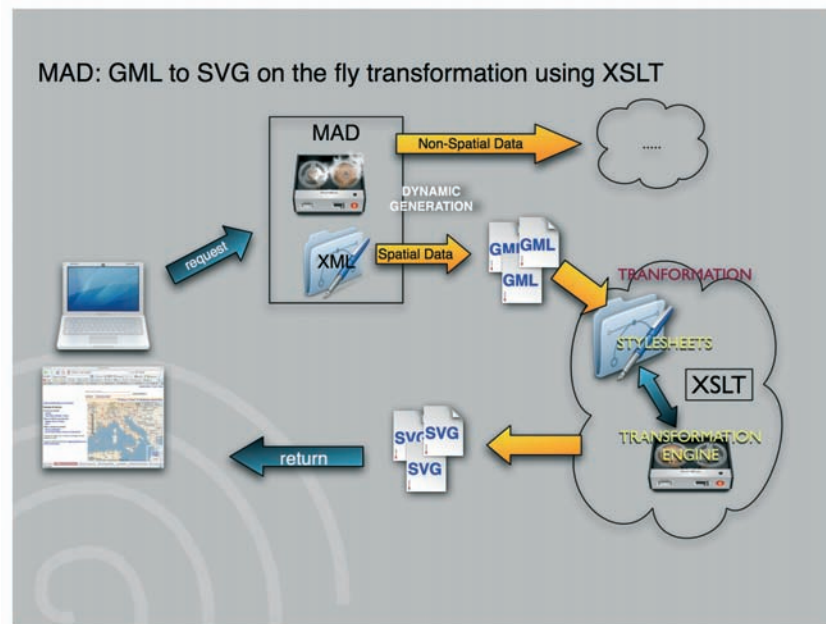 MAD: GML to SVG on the fly transformation using XSLT
MAD
Non-Spatial Data
.....
DYNAMIC
GENERATION
request
XML
Spatial Data
GML
GML
GML
TRANFORMATION
STYLESHEETS
XSLT
TRANSFORMATION
ENGINE
SVG
SVG
SVG
return